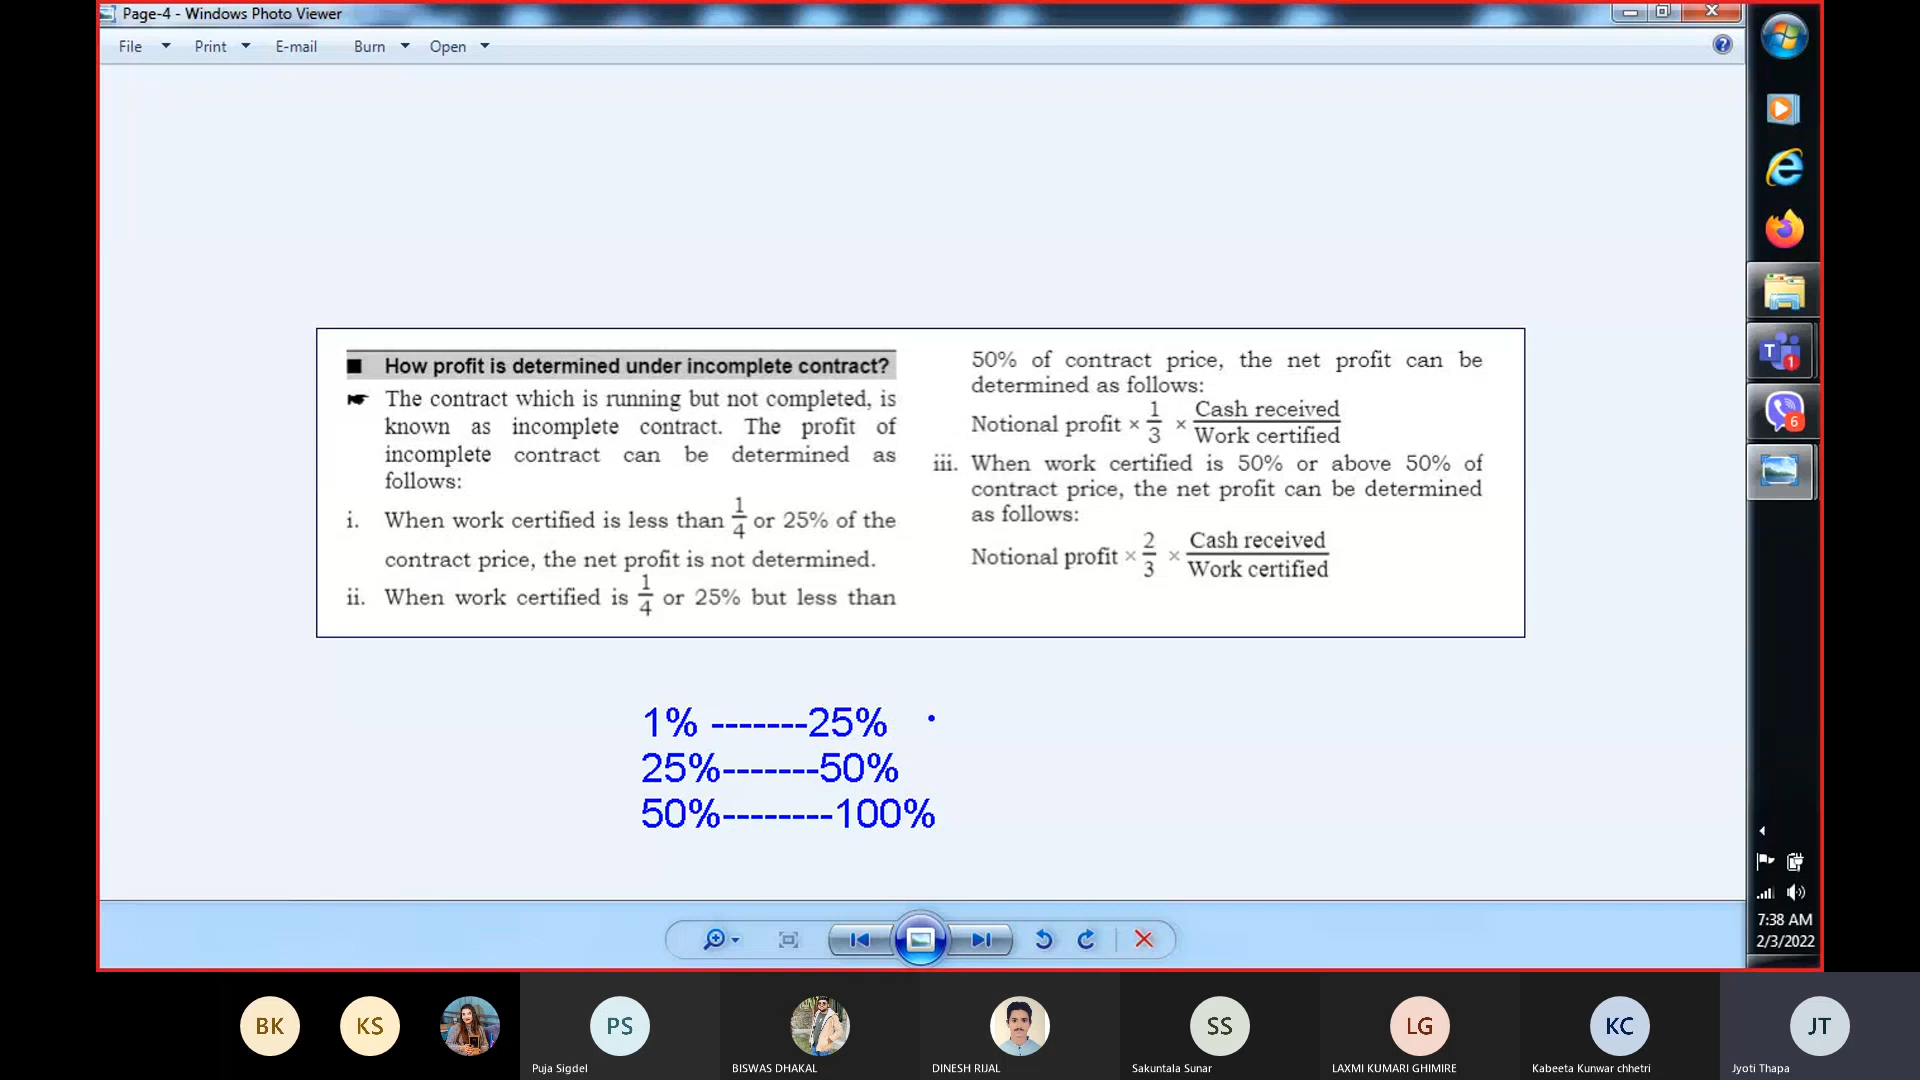 Page-4 - Windows Photo Viewer
File Print E-mail Burn Open
■ How profit is determined under incomplete contract?
☛ The contract which is running but not completed, is
known as incomplete contract. The profit of
incomplete contract can be determined as
follows:
i. When work certified is less than 1/4 or 25% of the
contract price, the net profit is not determined.
ii. When work certified is 1/4 or 25% but less than
50% of contract price, the net profit can be
determined as follows:
Notional profit × 1/3 × Cash received / Work certified
iii. When work certified is 50% or above 50% of
contract price, the net profit can be determined
as follows:
Notional profit × 2/3 × Cash received / Work certified
1% -------25%
25%-------50%
50%--------100%
1
6
7:38 AM
2/3/2022
BK KS PS SS LG KC JT
Puja Sigdel BISWAS DHAKAL DINESH RIJAL Sakuntala Sunar LAXMI KUMARI GHIMIRE Kabeeta Kunwar chhetri Jyoti Thapa